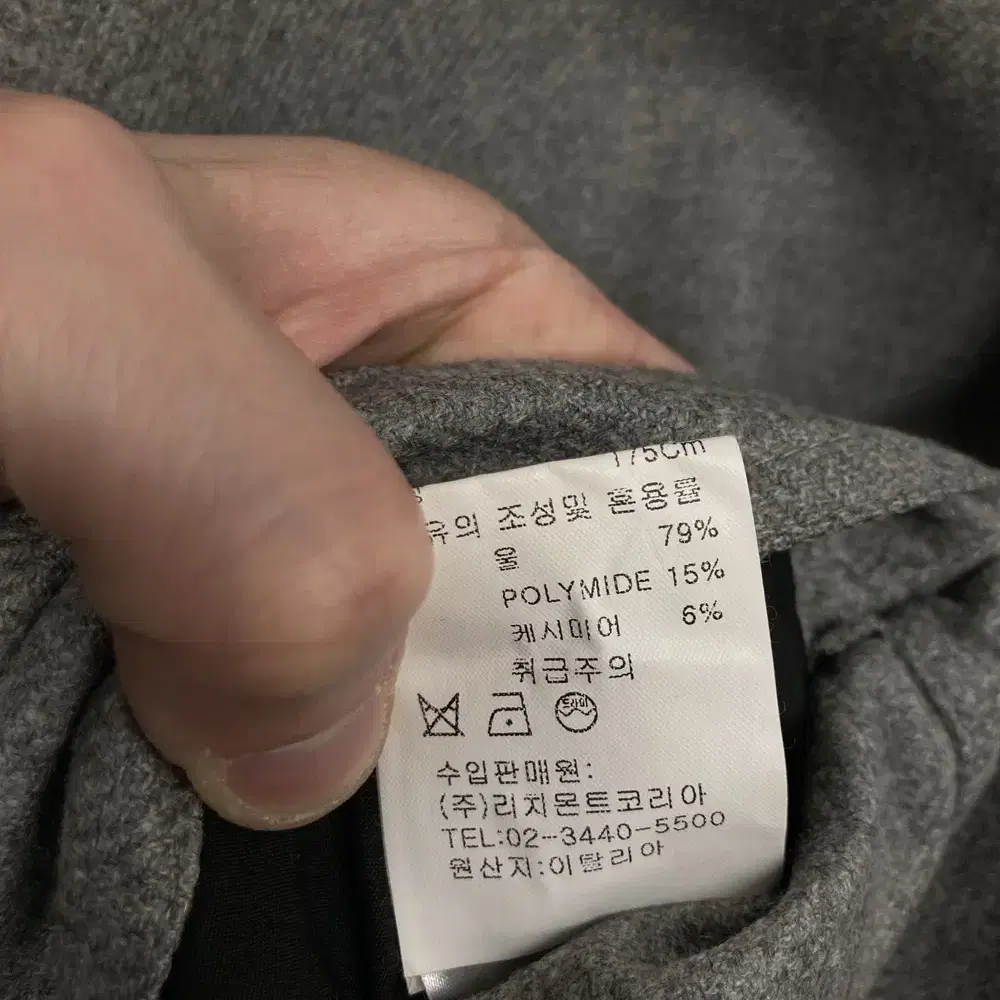 175Cm
유의 조성및 혼용률
울 79%
POLYMIDE 15%
케시미어 6%
취급주의
수입판매원:
(주)리치몬트코리아
TEL:02-3440-5500
원산지:이탈리아